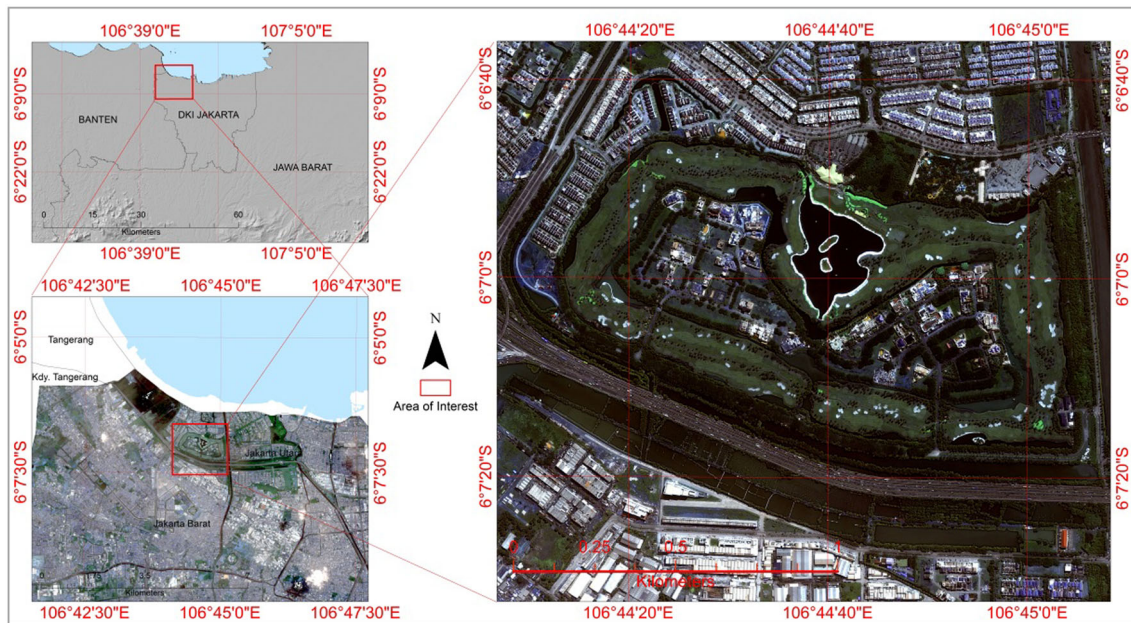 106°39'0"E 107°5'0"E
6°9'0"S 6°9'0"S
BANTEN DKI JAKARTA
JAWA BARAT
6°22'0"S 6°22'0"S
0 15 30 60
Kilometers
106°39'0"E 107°5'0"E
106°42'30"E 106°45'0"E 106°47'30"E
6°5'0"S 6°5'0"S
Tangerang
Kdy. Tangerang
Jakarta Utara
6°7'30"S 6°7'30"S
Jakarta Barat
Kilometers
106°42'30"E 106°45'0"E 106°47'30"E
N
Area of Interest
106°44'20"E 106°44'40"E 106°45'0"E
6°6'40"S 6°6'40"S
6°7'0"S 6°7'0"S
6°7'20"S 6°7'20"S
0 0.25 0.5 1
Kilometers
106°44'20"E 106°44'40"E 106°45'0"E